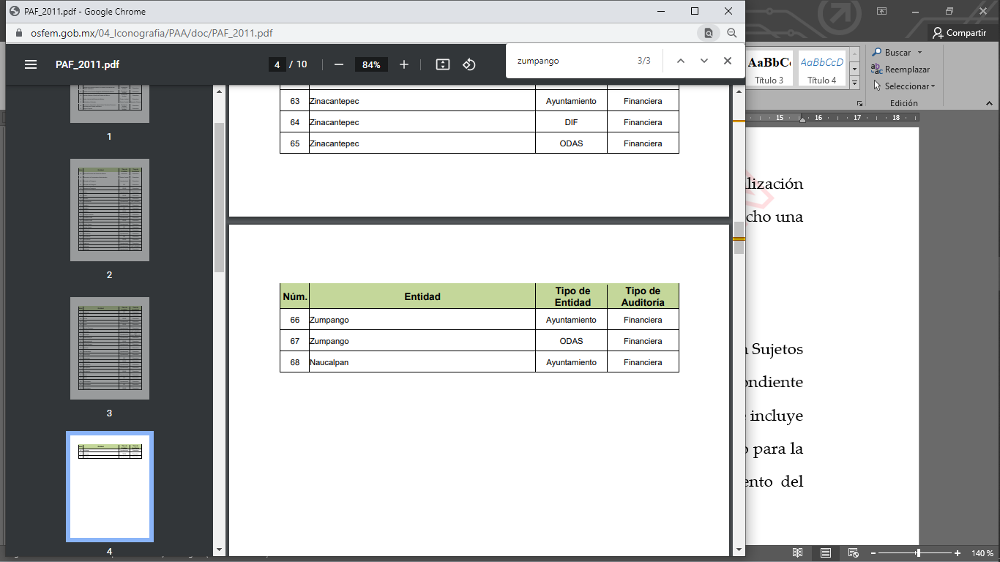 PAF_2011.pdf - Google Chrome
osfem.gob.mx/04_Iconografia/PAA/doc/PAF_2011.pdf
PAF_2011.pdf
4 / 10
84%
zumpango 3/3
1
2
3
4
63 Zinacantepec Ayuntamiento Financiera
64 Zinacantepec DIF Financiera
65 Zinacantepec ODAS Financiera
Núm. Entidad Tipo de Entidad Tipo de Auditoría
66 Zumpango Ayuntamiento Financiera
67 Zumpango ODAS Financiera
68 Naucalpan Ayuntamiento Financiera
Compartir
AaBbC AaBbCcD
Título 3 Título 4
Buscar
Reemplazar
Seleccionar
Edición
15 16 17 18
lización
cho una
Sujetos
ondiente
incluye
para la
ento del
140 %